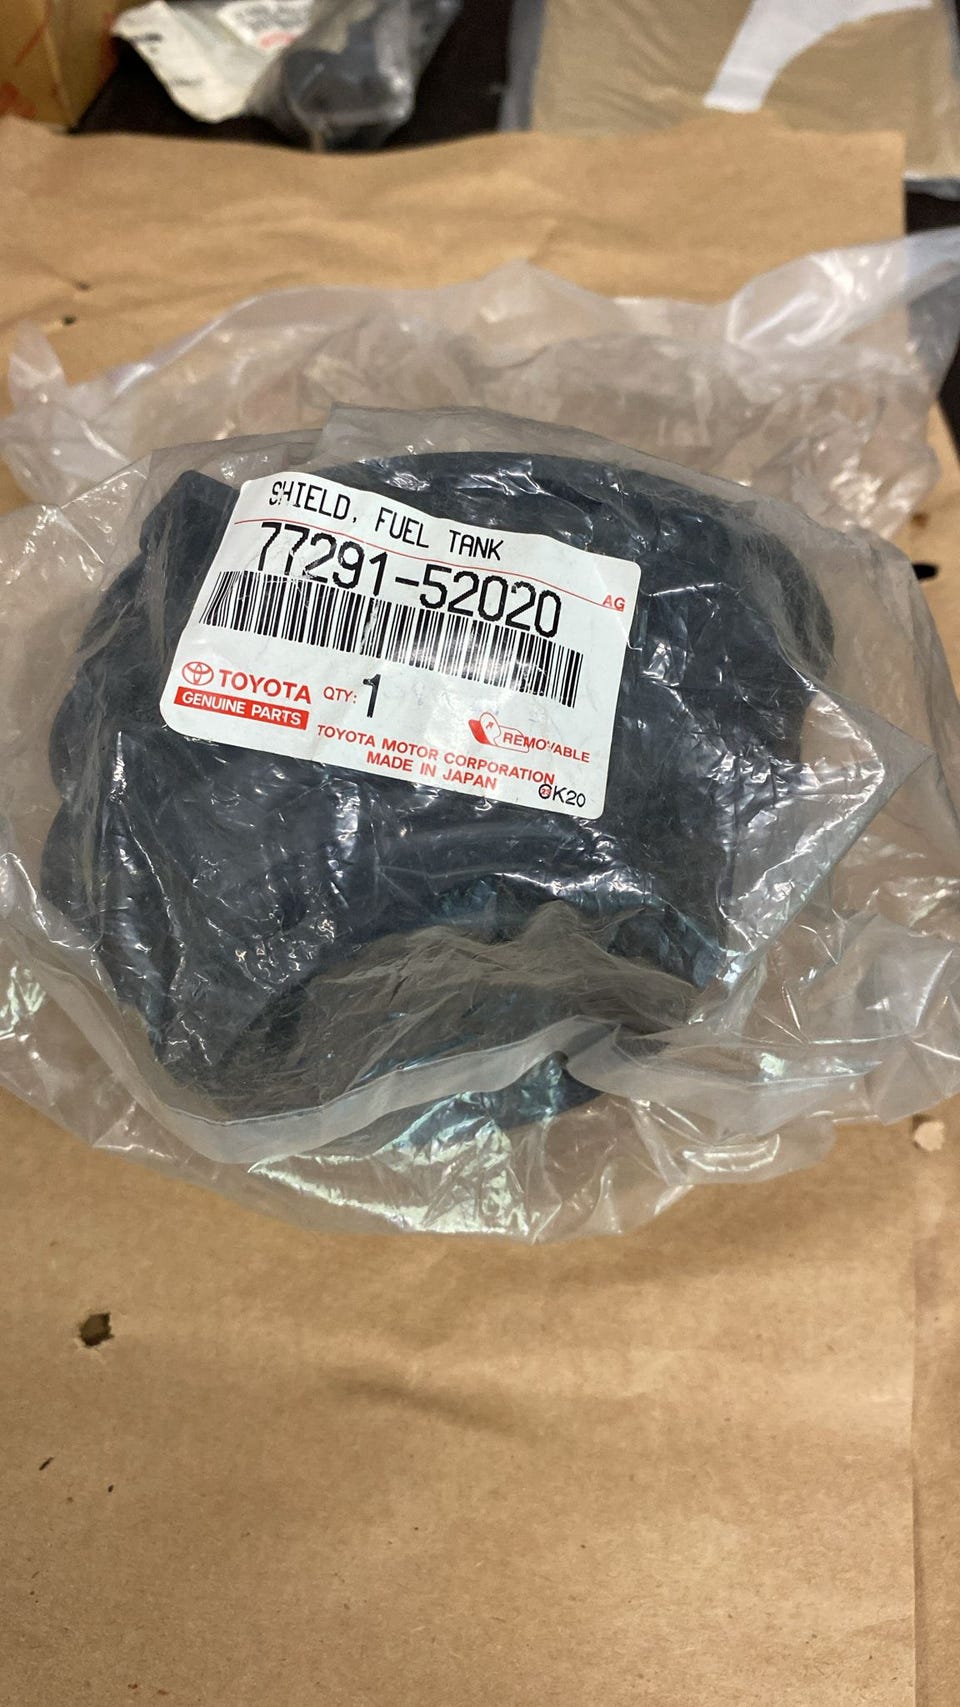 SHIELD, FUEL TANK
77291-52020
AG
TOYOTA QTY: 1
GENUINE PARTS
REMOVABLE
TOYOTA MOTOR CORPORATION
MADE IN JAPAN
K20